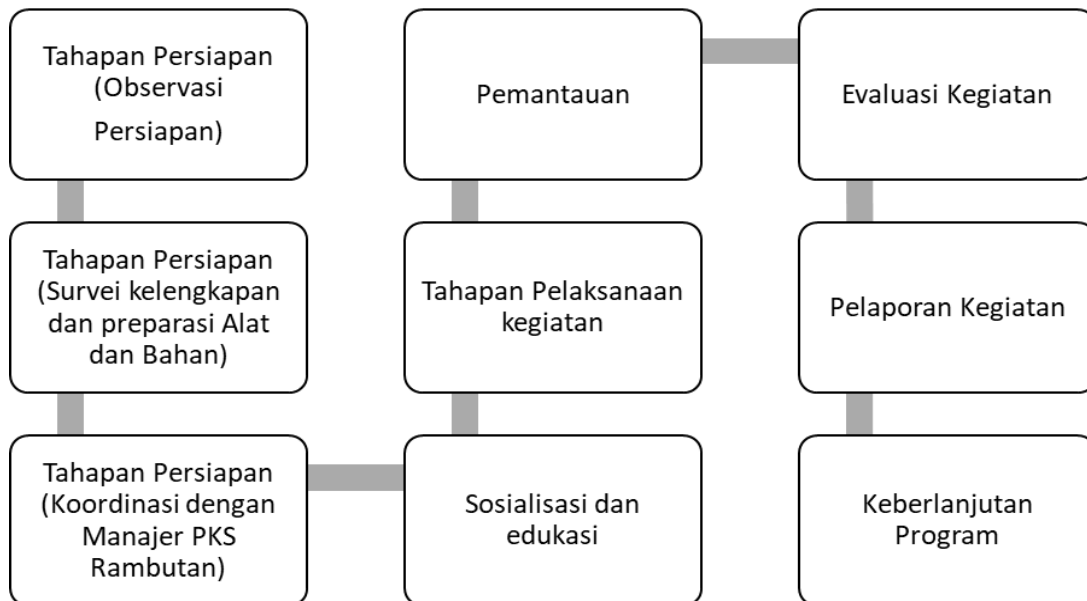 Tahapan Persiapan
(Observasi
Persiapan)
Tahapan Persiapan
(Survei kelengkapan
dan preparasi Alat
dan Bahan)
Tahapan Persiapan
(Koordinasi dengan
Manajer PKS
Rambutan)
Sosialisasi dan
edukasi
Tahapan Pelaksanaan
kegiatan
Pemantauan
Evaluasi Kegiatan
Pelaporan Kegiatan
Keberlanjutan
Program